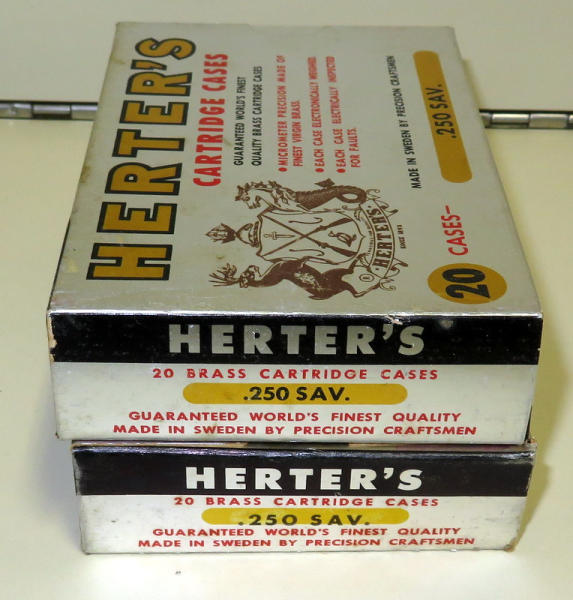 HERTER'S
CARTRIDGE CASES
GUARANTEED WORLD'S FINEST
QUALITY BRASS CARTRIDGE CASES
•MICROMETER PRECISION MADE OF
FINEST VIRGIN BRASS.
•EACH CASE ELECTRONICALLY WEIGHED.
•EACH CASE ELECTRICALLY INSPECTED
FOR FAULTS.
MADE IN SWEDEN BY PRECISION CRAFTSMEN
.250 SAV.
HERTER'S
SINCE 1893
20 CASES—
HERTER'S
20 BRASS CARTRIDGE CASES
.250 SAV.
GUARANTEED WORLD'S FINEST QUALITY
MADE IN SWEDEN BY PRECISION CRAFTSMEN
HERTER'S
20 BRASS CARTRIDGE CASES
.250 SAV.
GUARANTEED WORLD'S FINEST QUALITY
MADE IN SWEDEN BY PRECISION CRAFTSMEN